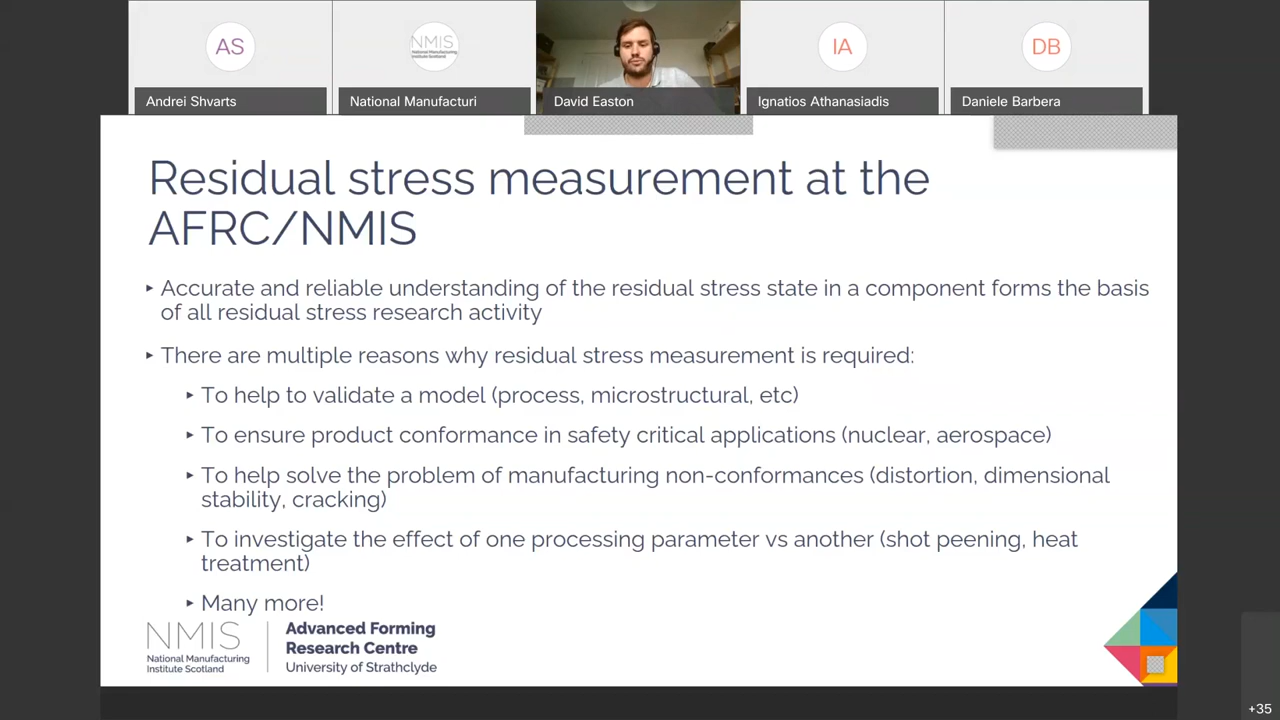 AS
NMIS
National Manufacturing
Institute Scotland
IA
DB
Andrei Shvarts
National Manufacturi
David Easton
Ignatios Athanasiadis
Daniele Barbera
Residual stress measurement at the
AFRC/NMIS
‣ Accurate and reliable understanding of the residual stress state in a component forms the basis
of all residual stress research activity
‣ There are multiple reasons why residual stress measurement is required:
‣ To help to validate a model (process, microstructural, etc)
‣ To ensure product conformance in safety critical applications (nuclear, aerospace)
‣ To help solve the problem of manufacturing non-conformances (distortion, dimensional
stability, cracking)
‣ To investigate the effect of one processing parameter vs another (shot peening, heat
treatment)
‣ Many more!
NMIS
National Manufacturing
Institute Scotland
Advanced Forming
Research Centre
University of Strathclyde
+35